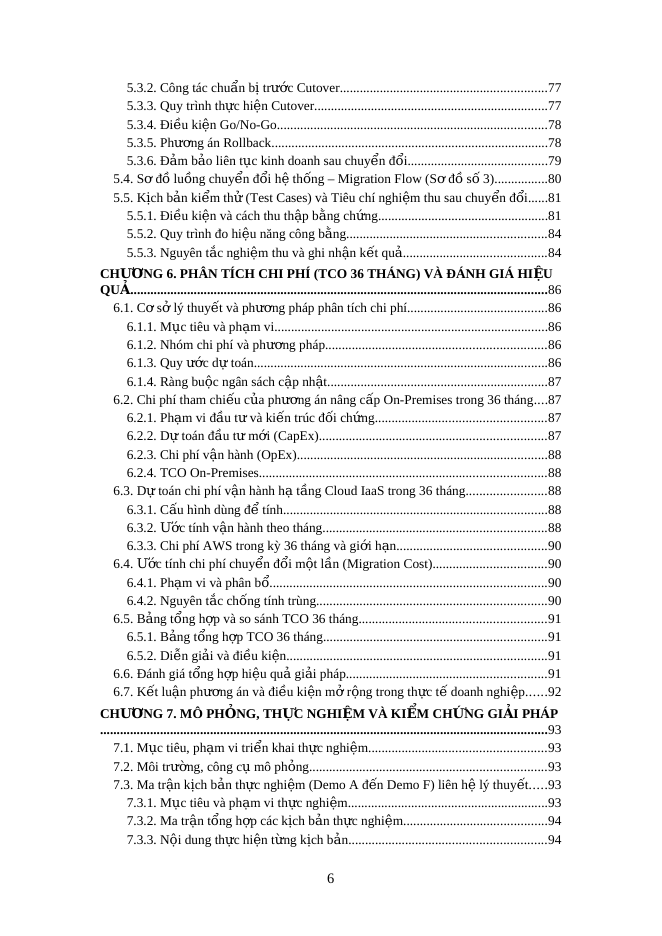 5.3.2. Công tác chuẩn bị trước Cutover..............................................................77
5.3.3. Quy trình thực hiện Cutover......................................................................77
5.3.4. Điều kiện Go/No-Go.................................................................................78
5.3.5. Phương án Rollback...................................................................................78
5.3.6. Đảm bảo liên tục kinh doanh sau chuyển đổi..........................................79
5.4. Sơ đồ luồng chuyển đổi hệ thống – Migration Flow (Sơ đồ số 3)................80
5.5. Kịch bản kiểm thử (Test Cases) và Tiêu chí nghiệm thu sau chuyển đổi......81
5.5.1. Điều kiện và cách thu thập bằng chứng...................................................81
5.5.2. Quy trình đo hiệu năng công bằng............................................................84
5.5.3. Nguyên tắc nghiệm thu và ghi nhận kết quả...........................................84
CHƯƠNG 6. PHÂN TÍCH CHI PHÍ (TCO 36 THÁNG) VÀ ĐÁNH GIÁ HIỆU
QUẢ..............................................................................................................................86
6.1. Cơ sở lý thuyết và phương pháp phân tích chi phí..........................................86
6.1.1. Mục tiêu và phạm vi..................................................................................86
6.1.2. Nhóm chi phí và phương pháp...................................................................86
6.1.3. Quy ước dự toán........................................................................................86
6.1.4. Ràng buộc ngân sách cập nhật..................................................................87
6.2. Chi phí tham chiếu của phương án nâng cấp On-Premises trong 36 tháng....87
6.2.1. Phạm vi đầu tư và kiến trúc đối chứng....................................................87
6.2.2. Dự toán đầu tư mới (CapEx).....................................................................87
6.2.3. Chi phí vận hành (OpEx)...........................................................................88
6.2.4. TCO On-Premises.......................................................................................88
6.3. Dự toán chi phí vận hành hạ tầng Cloud IaaS trong 36 tháng........................88
6.3.1. Cấu hình dùng để tính................................................................................88
6.3.2. Ước tính vận hành theo tháng....................................................................88
6.3.3. Chi phí AWS trong kỳ 36 tháng và giới hạn.............................................90
6.4. Ước tính chi phí chuyển đổi một lần (Migration Cost)...................................90
6.4.1. Phạm vi và phân bổ....................................................................................90
6.4.2. Nguyên tắc chống tính trùng......................................................................90
6.5. Bảng tổng hợp và so sánh TCO 36 tháng.........................................................91
6.5.1. Bảng tổng hợp TCO 36 tháng....................................................................91
6.5.2. Diễn giải và điều kiện...............................................................................91
6.6. Đánh giá tổng hợp hiệu quả giải pháp.............................................................91
6.7. Kết luận phương án và điều kiện mở rộng trong thực tế doanh nghiệp......92
CHƯƠNG 7. MÔ PHỎNG, THỰC NGHIỆM VÀ KIỂM CHỨNG GIẢI PHÁP
.......................................................................................................................................93
7.1. Mục tiêu, phạm vi triển khai thực nghiệm......................................................93
7.2. Môi trường, công cụ mô phỏng........................................................................93
7.3. Ma trận kịch bản thực nghiệm (Demo A đến Demo F) liên hệ lý thuyết.....93
7.3.1. Mục tiêu và phạm vi thực nghiệm............................................................93
7.3.2. Ma trận tổng hợp các kịch bản thực nghiệm............................................94
7.3.3. Nội dung thực hiện từng kịch bản............................................................94
6